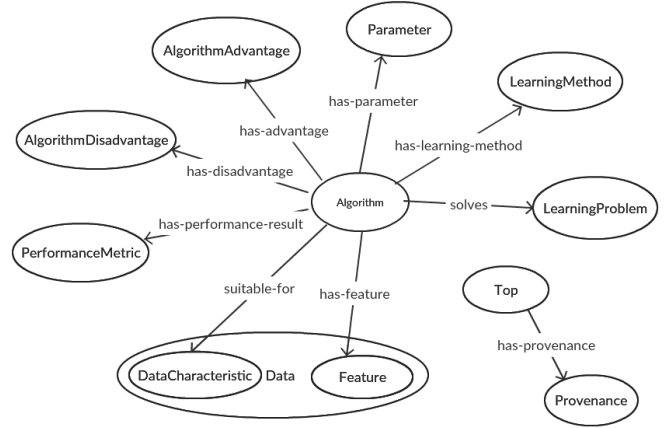 Parameter
AlgorithmAdvantage
LearningMethod
has-parameter
has-advantage
AlgorithmDisadvantage
has-learning-method
has-disadvantage
Algorithm
solves
LearningProblem
has-performance-result
PerformanceMetric
suitable-for
has-feature
Top
has-provenance
DataCharacteristic
Data
Feature
Provenance